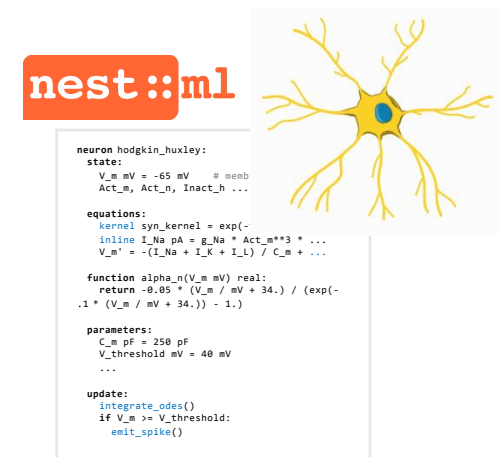 nest::ml
neuron hodgkin_huxley:
state:
V_m mV = -65 mV # memb
Act_m, Act_n, Inact_h ...
equations:
kernel syn_kernel = exp(-
inline I_Na pA = g_Na * Act_m**3 * ...
V_m' = -(I_Na + I_K + I_L) / C_m + ...
function alpha_n(V_m mV) real:
return -0.05 * (V_m / mV + 34.) / (exp(-
.1 * (V_m / mV + 34.)) - 1.)
parameters:
C_m pF = 250 pF
V_threshold mV = 40 mV
...
update:
integrate_odes()
if V_m >= V_threshold:
emit_spike()